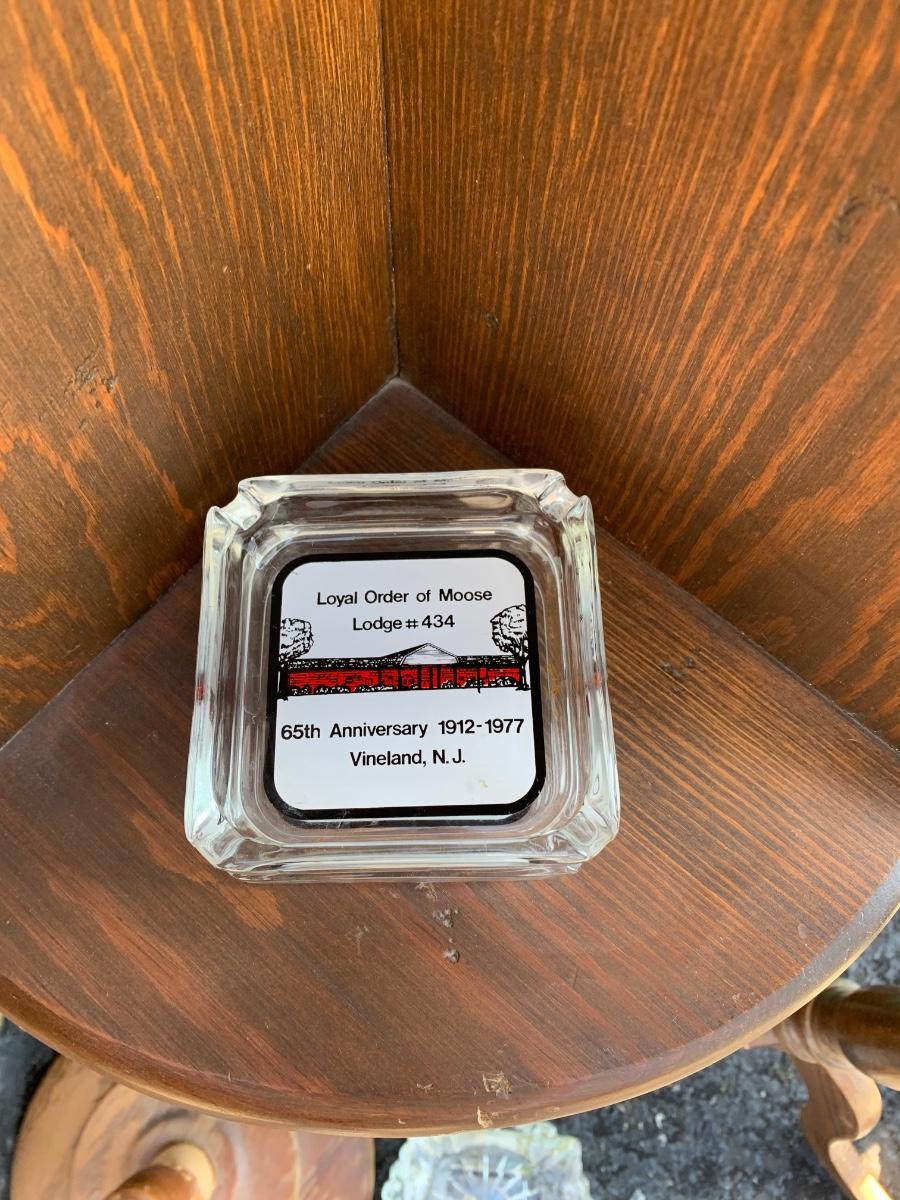 Loyal Order of Moose
Lodge # 434
65th Anniversary 1912-1977
Vineland, N.J.